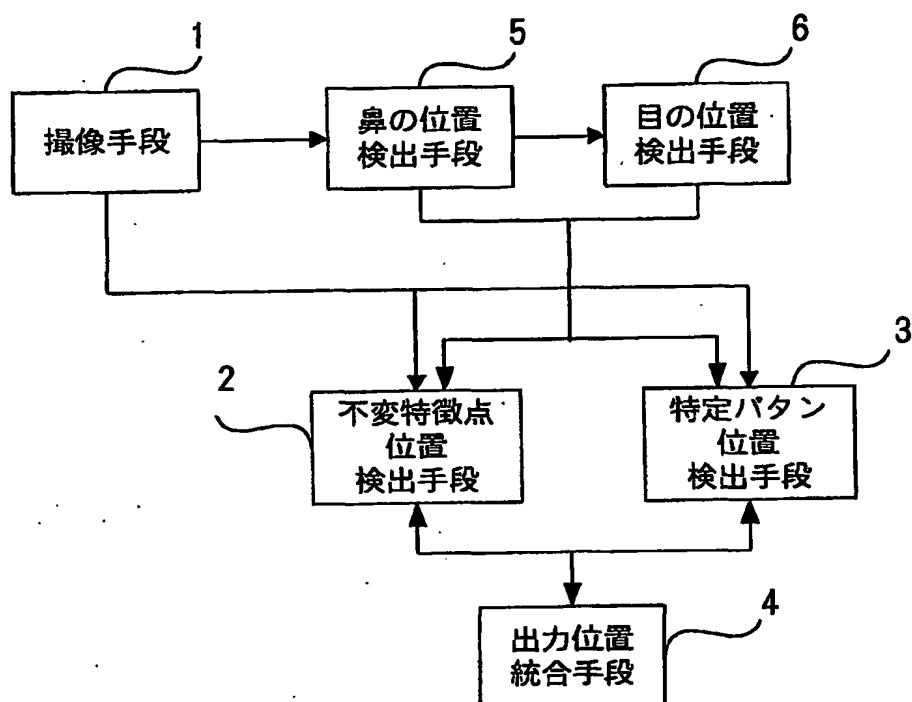 1
5
6
撮像手段
鼻の位置
検出手段
目の位置
検出手段
2
3
不変特徴点
位置
検出手段
特定パタン
位置
検出手段
4
出力位置
統合手段